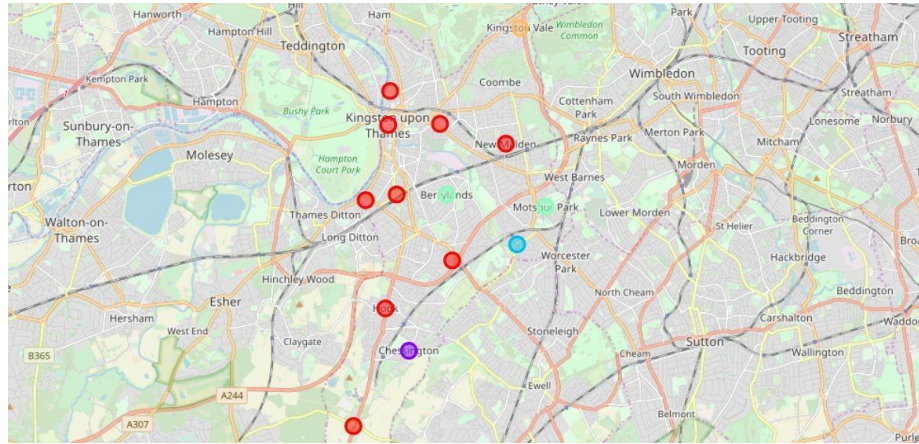 Hanworth
Hill
Ham
Kingston Vale
Wimbledon
Common
Park
Upper Tooting
Hampton Hill
Teddington
Tooting
Streatham
Kempton Park
Coombe
Wimbledon
Hampton
Bushy Park
Cottenham
Park
South Wimbledon
Streatham
Sunbury-on-
Thames
Kingston upon
Thames
Norbury
Lonesome
New Malden
Raynes Park
Merton Park
Mitcham
Molesey
Hampton
Court Park
Morden
West Barnes
Berrylands
Motspur Park
Walton-on-
Thames
Thames Ditton
Lower Morden
Beddington
Corner
St Helier
Long Ditton
Worcester
Park
Hackbridge
Hinchley Wood
Esher
North Cheam
Beddington
Hook
Hersham
West End
Claygate
Stoneleigh
Carshalton
Waddo
Sutton
Chessington
B365
Cheam
Wallington
Ewell
A244
Belmont
A307
Purle